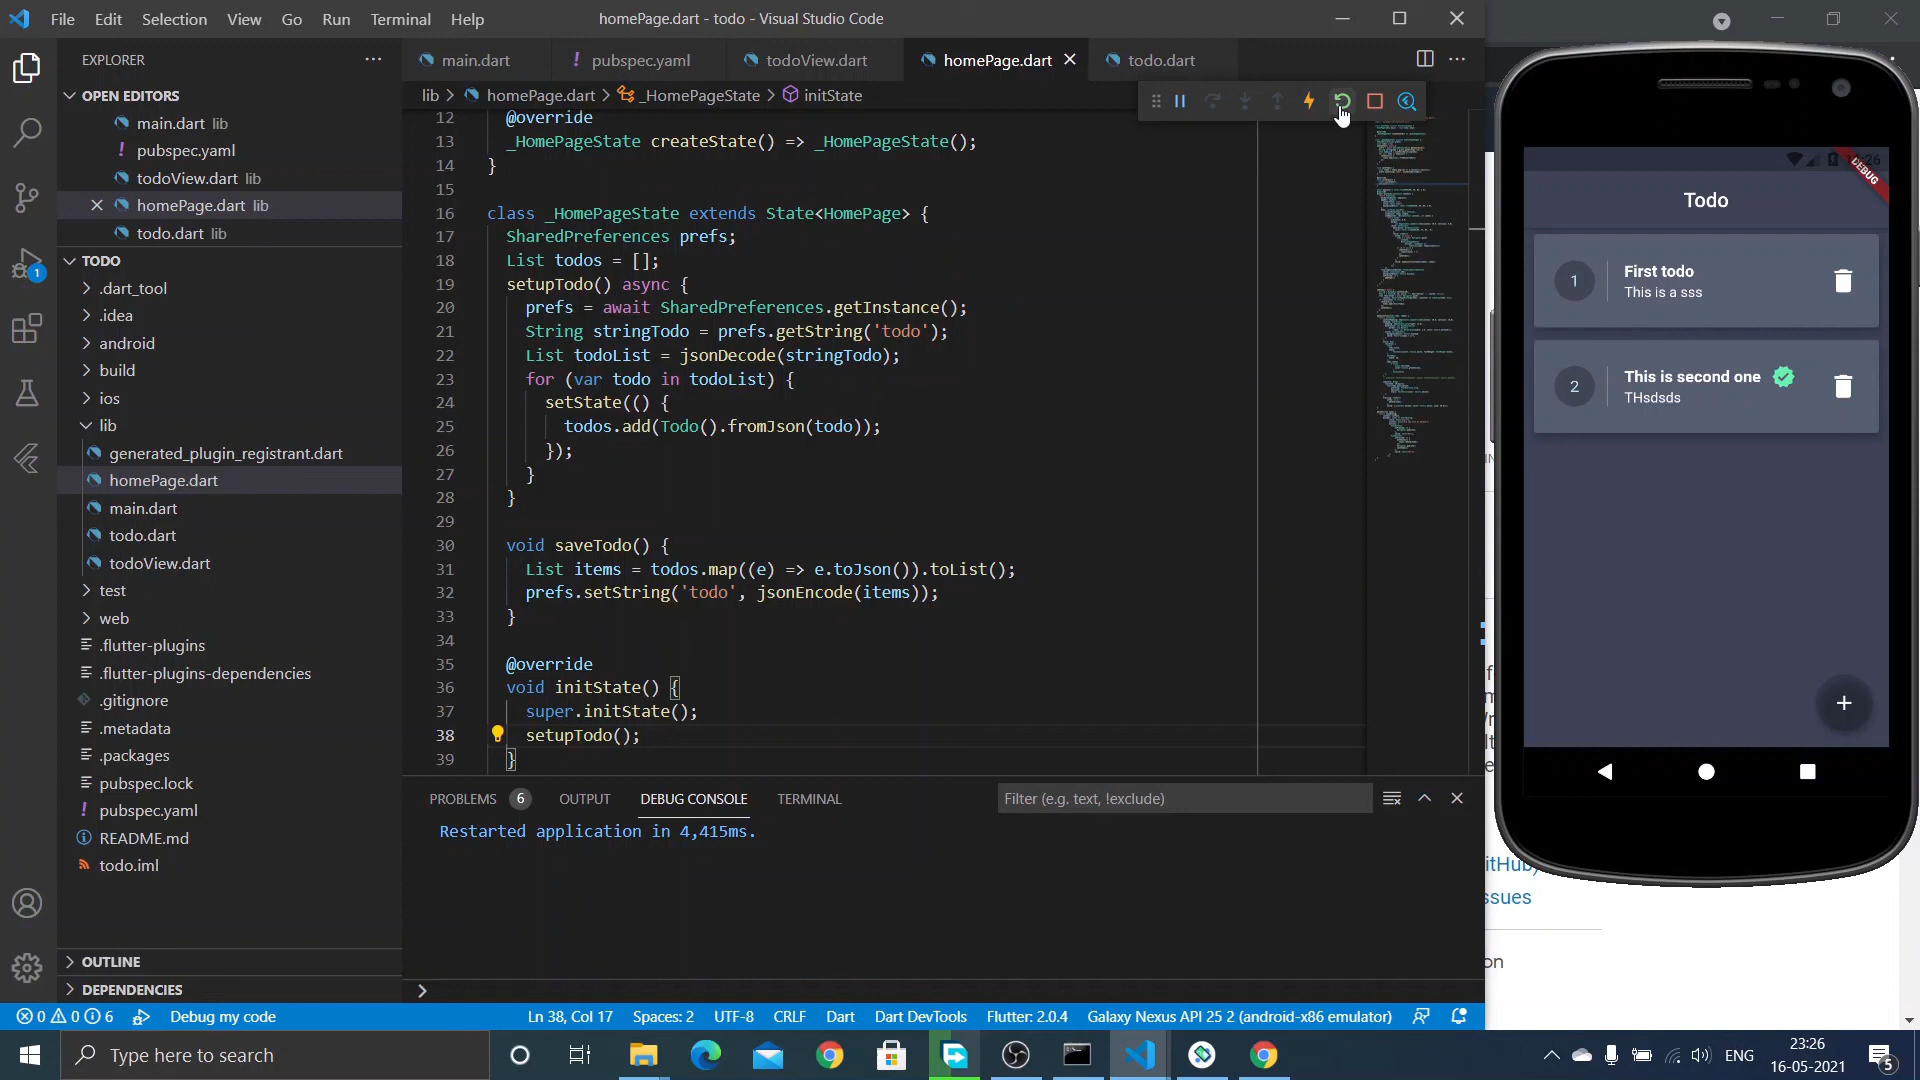 File Edit Selection View Go Run Terminal Help
homePage.dart - todo - Visual Studio Code
EXPLORER
OPEN EDITORS
main.dart lib
! pubspec.yaml
todoView.dart lib
homePage.dart lib
todo.dart lib
TODO
.dart_tool
.idea
android
build
ios
lib
generated_plugin_registrant.dart
homePage.dart
main.dart
todo.dart
todoView.dart
test
web
.flutter-plugins
.flutter-plugins-dependencies
.gitignore
.metadata
.packages
pubspec.lock
! pubspec.yaml
README.md
todo.iml
OUTLINE
DEPENDENCIES
main.dart ! pubspec.yaml todoView.dart homePage.dart todo.dart
lib > homePage.dart > _HomePageState > initState
12 @override
13 _HomePageState createState() => _HomePageState();
14 }
15
16 class _HomePageState extends State<HomePage> {
17 SharedPreferences prefs;
18 List todos = [];
19 setupTodo() async {
20 prefs = await SharedPreferences.getInstance();
21 String stringTodo = prefs.getString('todo');
22 List todoList = jsonDecode(stringTodo);
23 for (var todo in todoList) {
24 setState(() {
25 todos.add(Todo().fromJson(todo));
26 });
27 }
28 }
29
30 void saveTodo() {
31 List items = todos.map((e) => e.toJson()).toList();
32 prefs.setString('todo', jsonEncode(items));
33 }
34
35 @override
36 void initState() {
37 super.initState();
38 setupTodo();
39 }
PROBLEMS 6 OUTPUT DEBUG CONSOLE TERMINAL
Filter (e.g. text, !exclude)
Restarted application in 4,415ms.
0 0 6 Debug my code
Ln 38, Col 17 Spaces: 2 UTF-8 CRLF Dart Dart DevTools Flutter: 2.0.4 Galaxy Nexus API 25 2 (android-x86 emulator)
DEBUG
Todo
1
First todo
This is a sss
2
This is second one
THsdsds
+
itHub)
ssues
on
Type here to search
ENG
23:26
16-05-2021
5
1